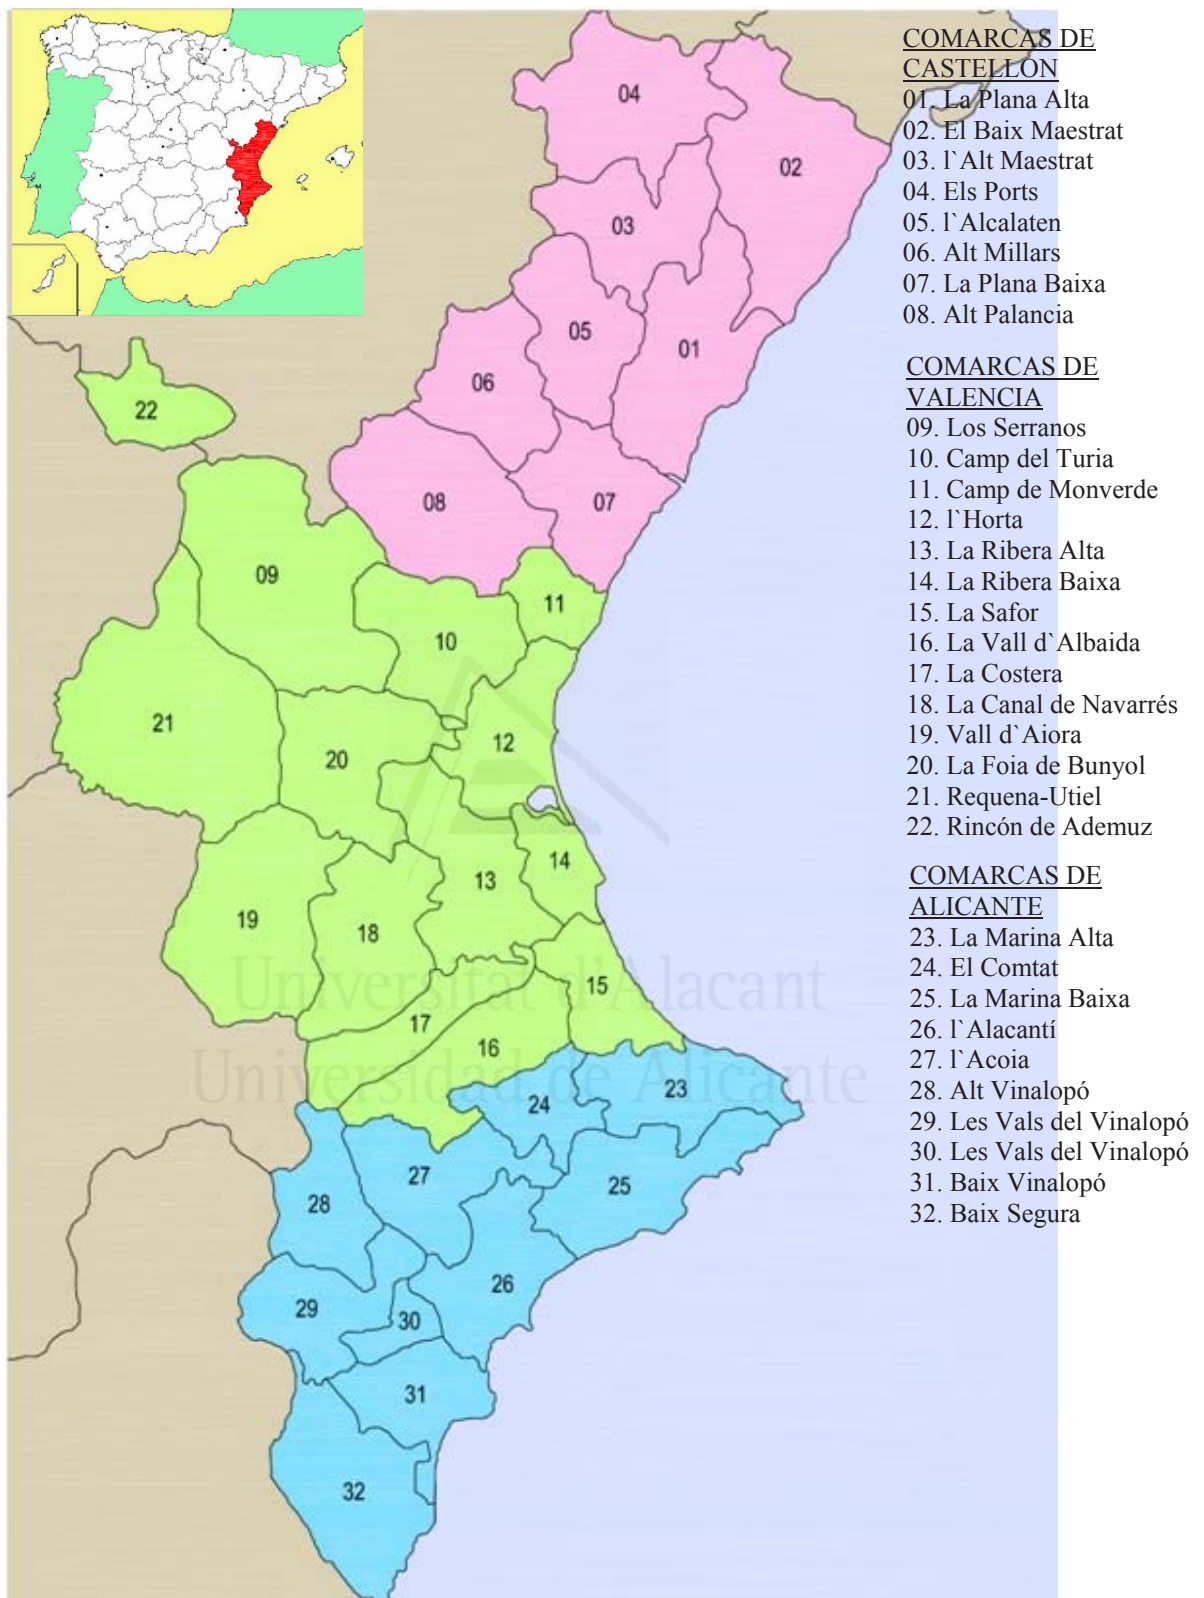 COMARCAS DE
CASTELLÓN
01. La Plana Alta
02. El Baix Maestrat
03. l`Alt Maestrat
04. Els Ports
05. l`Alcalaten
06. Alt Millars
07. La Plana Baixa
08. Alt Palancia
COMARCAS DE
VALENCIA
09. Los Serranos
10. Camp del Turia
11. Camp de Monverde
12. l`Horta
13. La Ribera Alta
14. La Ribera Baixa
15. La Safor
16. La Vall d`Albaida
17. La Costera
18. La Canal de Navarrés
19. Vall d`Aiora
20. La Foia de Bunyol
21. Requena-Utiel
22. Rincón de Ademuz
COMARCAS DE
ALICANTE
23. La Marina Alta
24. El Comtat
25. La Marina Baixa
26. l`Alacantí
27. l`Acoia
28. Alt Vinalopó
29. Les Vals del Vinalopó
30. Les Vals del Vinalopó
31. Baix Vinalopó
32. Baix Segura
04
02
03
05
01
06
22
08
07
09
11
10
21
12
20
14
13
19
18
15
17
16
23
24
27
25
28
26
29
30
31
32
Universitat d'Alacant
Universidad de Alicante